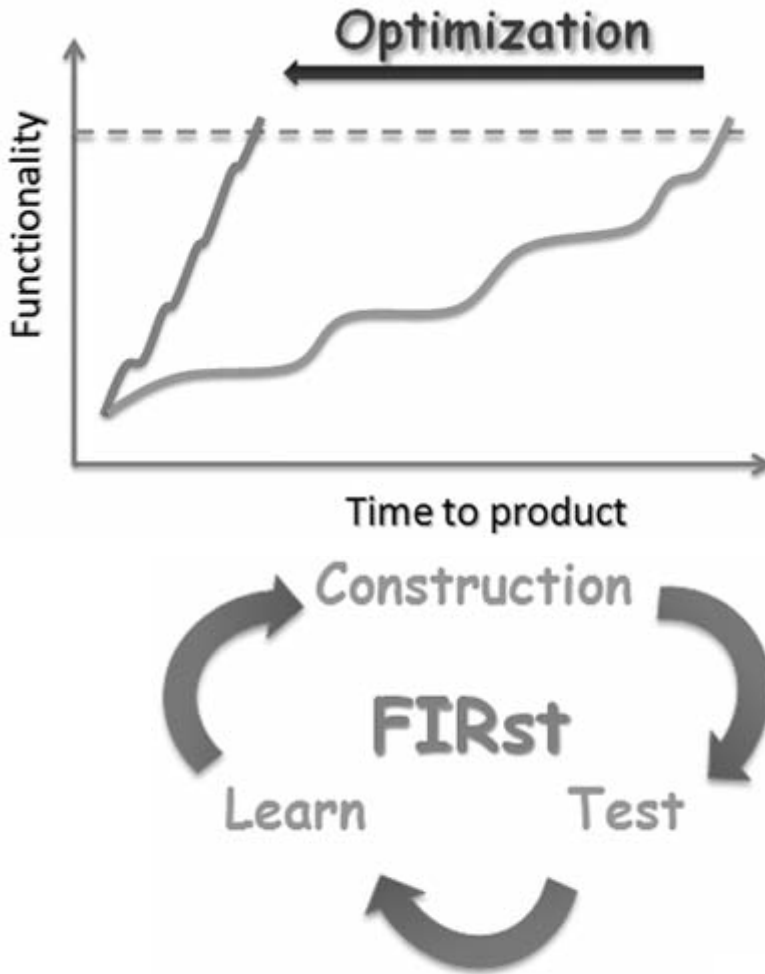 Optimization
Functionality
Time to product
Construction
FIRst
Learn Test